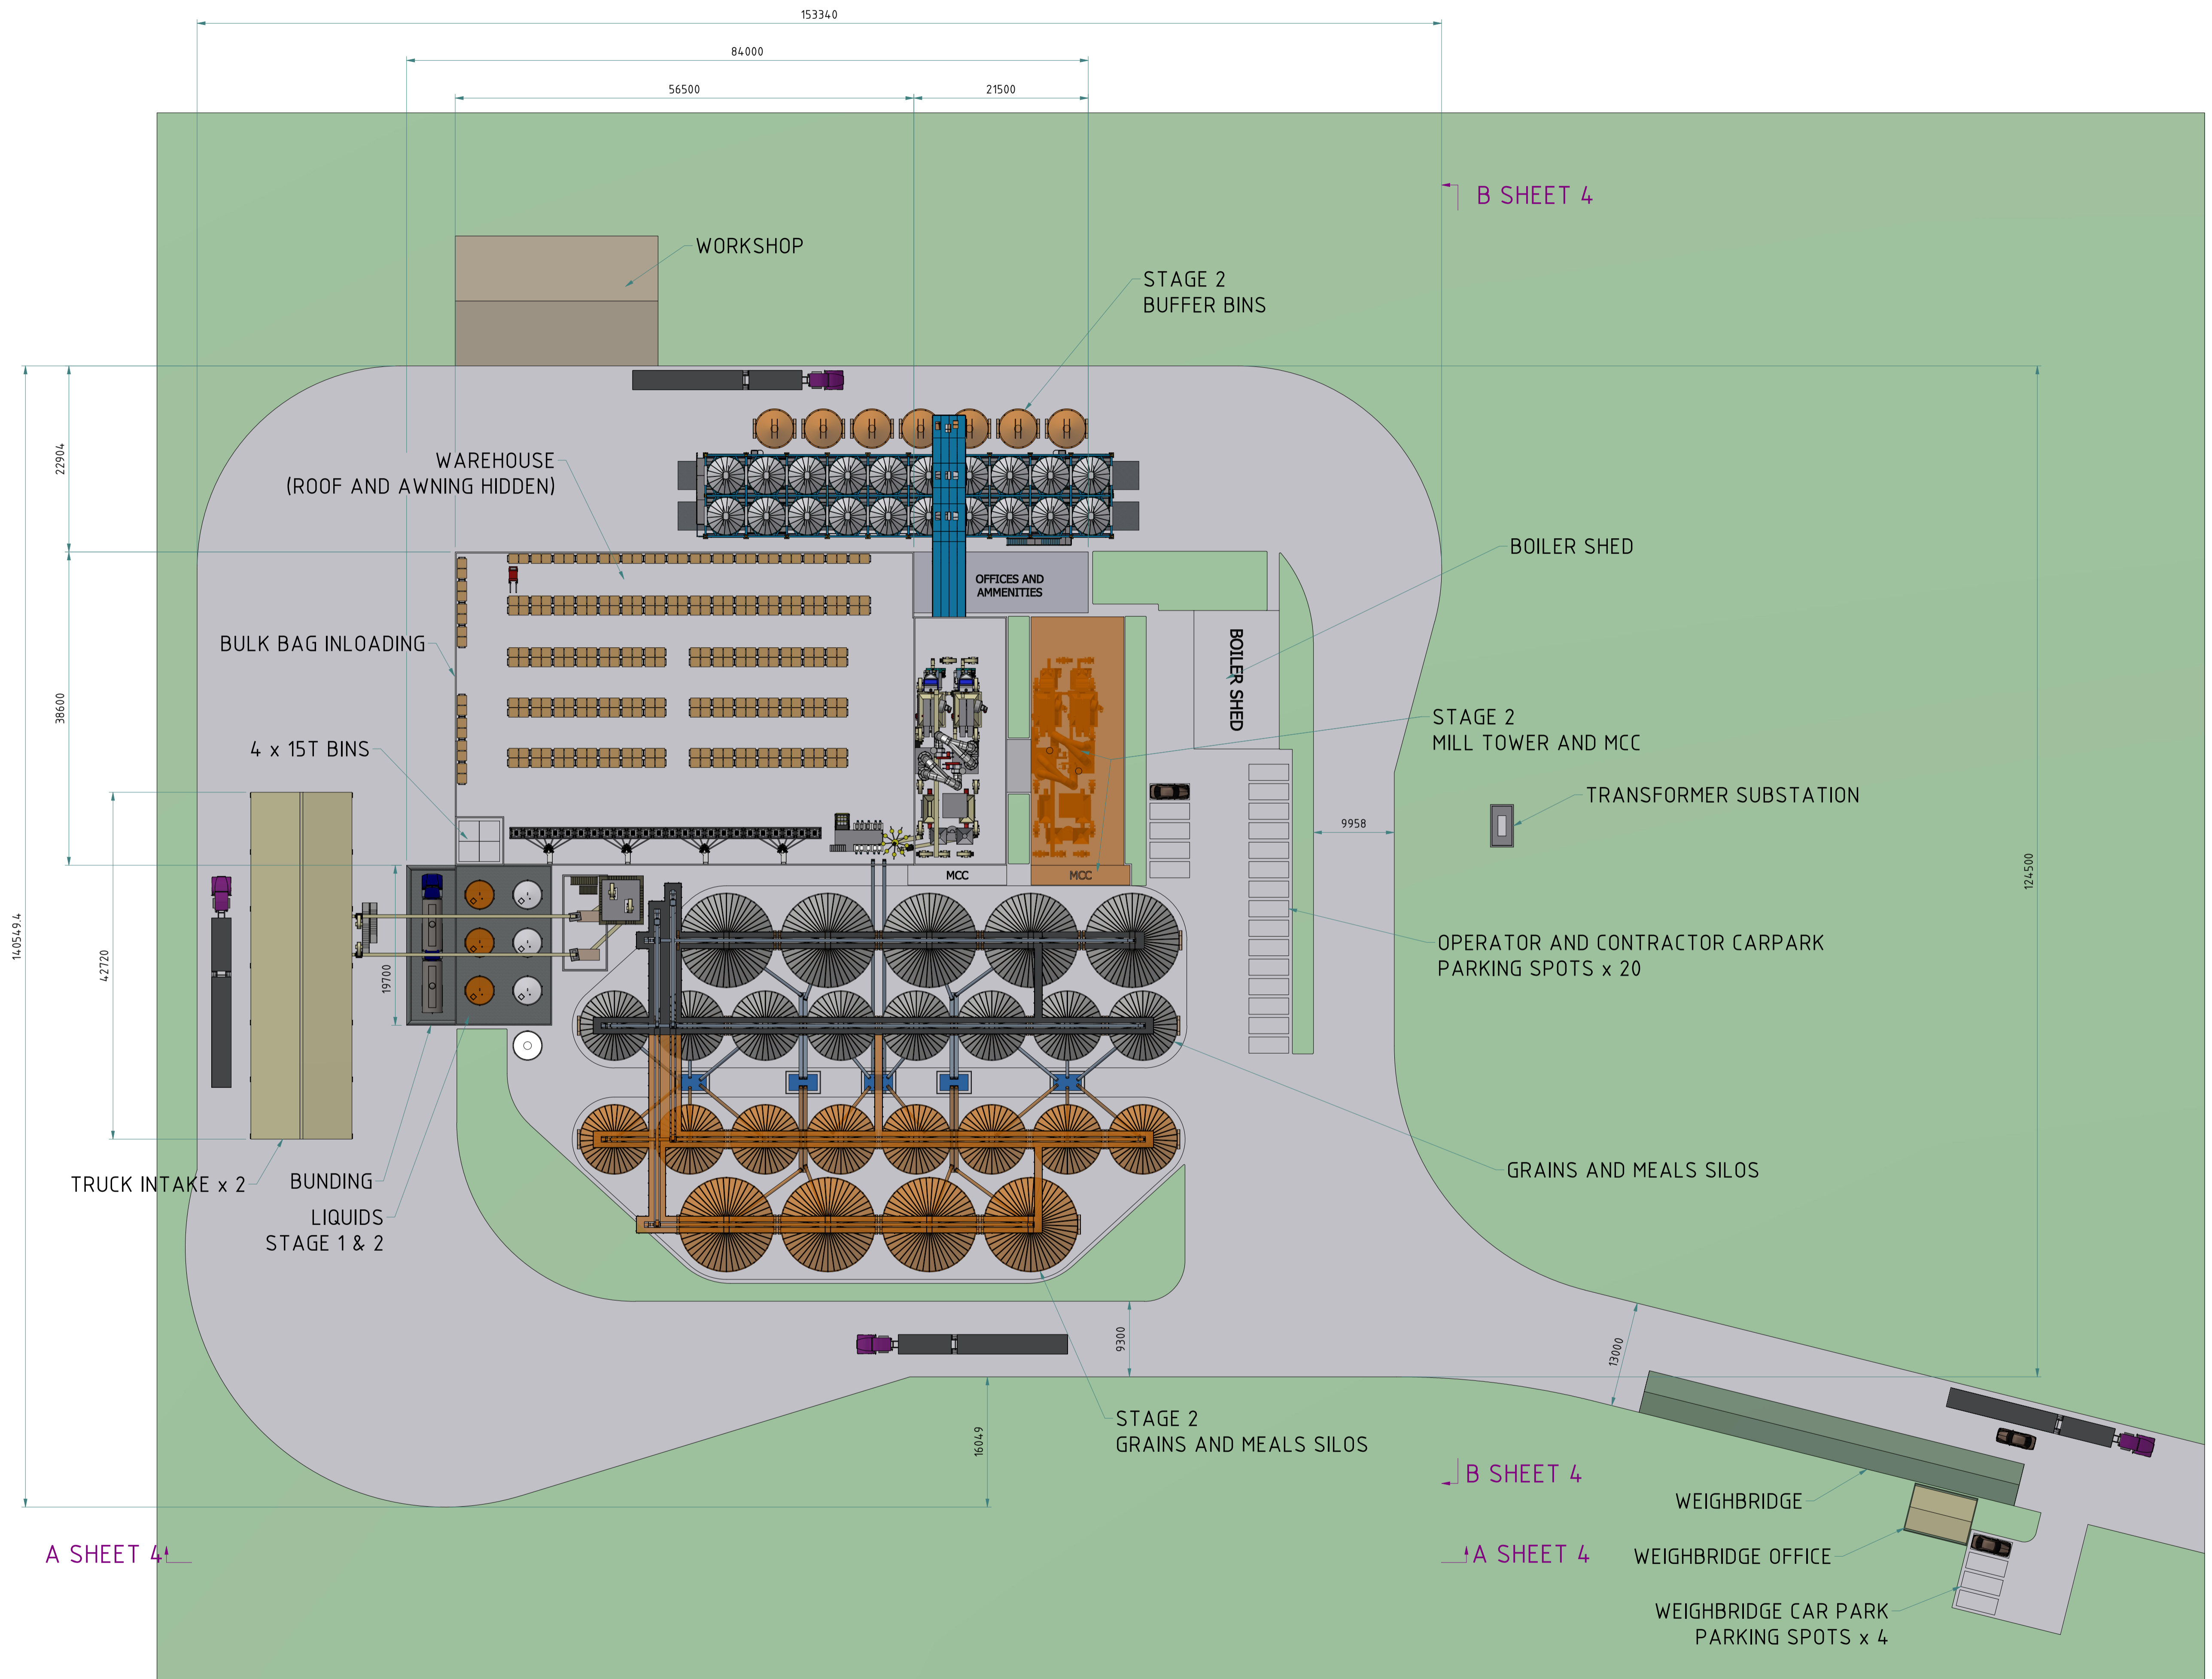 153340
84000
56500
21500
B SHEET 4
WORKSHOP
STAGE 2
BUFFER BINS
22904
WAREHOUSE
(ROOF AND AWNING HIDDEN)
BOILER SHED
OFFICES AND
AMMENITIES
BULK BAG INLOADING
BOILER SHED
38600
STAGE 2
MILL TOWER AND MCC
4 x 15T BINS
TRANSFORMER SUBSTATION
9958
124500
MCC
MCC
140549.4
42720
19700
OPERATOR AND CONTRACTOR CARPARK
PARKING SPOTS x 20
TRUCK INTAKE x 2
BUNDING
LIQUIDS
STAGE 1 & 2
GRAINS AND MEALS SILOS
9300
13000
16049
STAGE 2
GRAINS AND MEALS SILOS
B SHEET 4
WEIGHBRIDGE
A SHEET 4
A SHEET 4
WEIGHBRIDGE OFFICE
WEIGHBRIDGE CAR PARK
PARKING SPOTS x 4